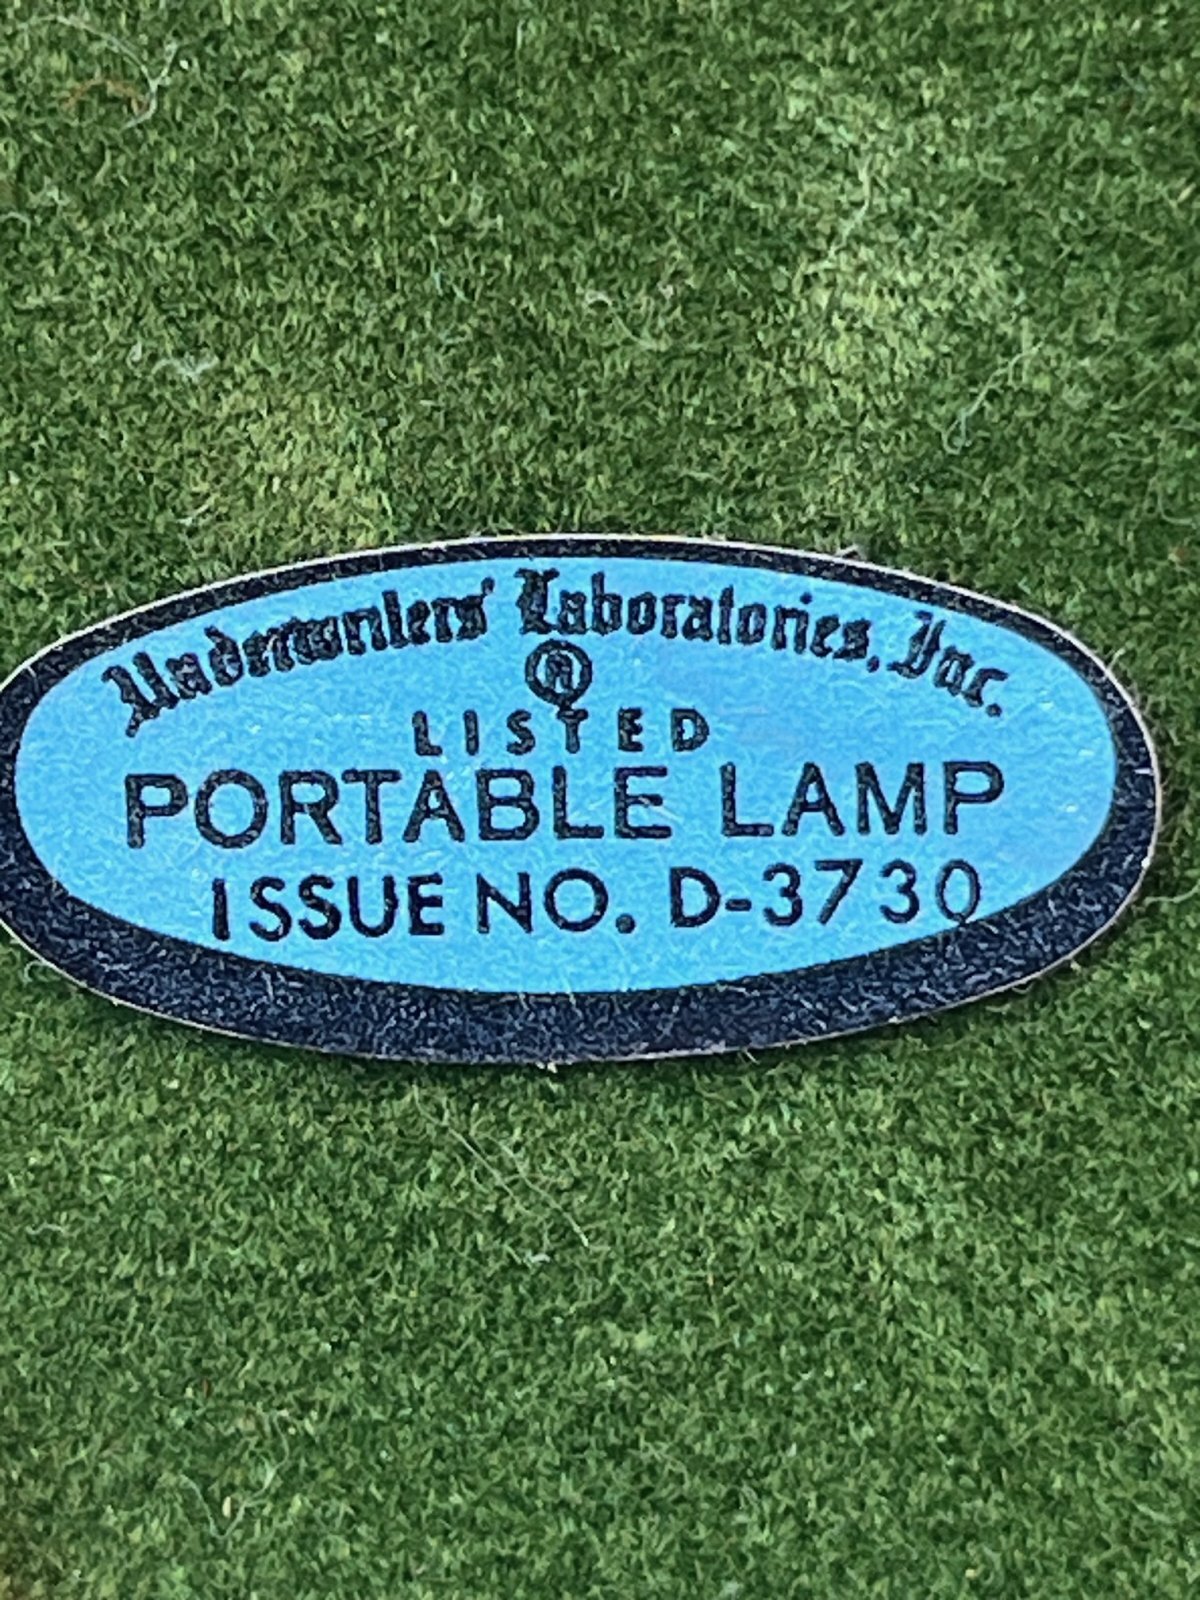 Underwriters' Laboratories, Inc.
®
LISTED
PORTABLE LAMP
ISSUE NO. D-3730